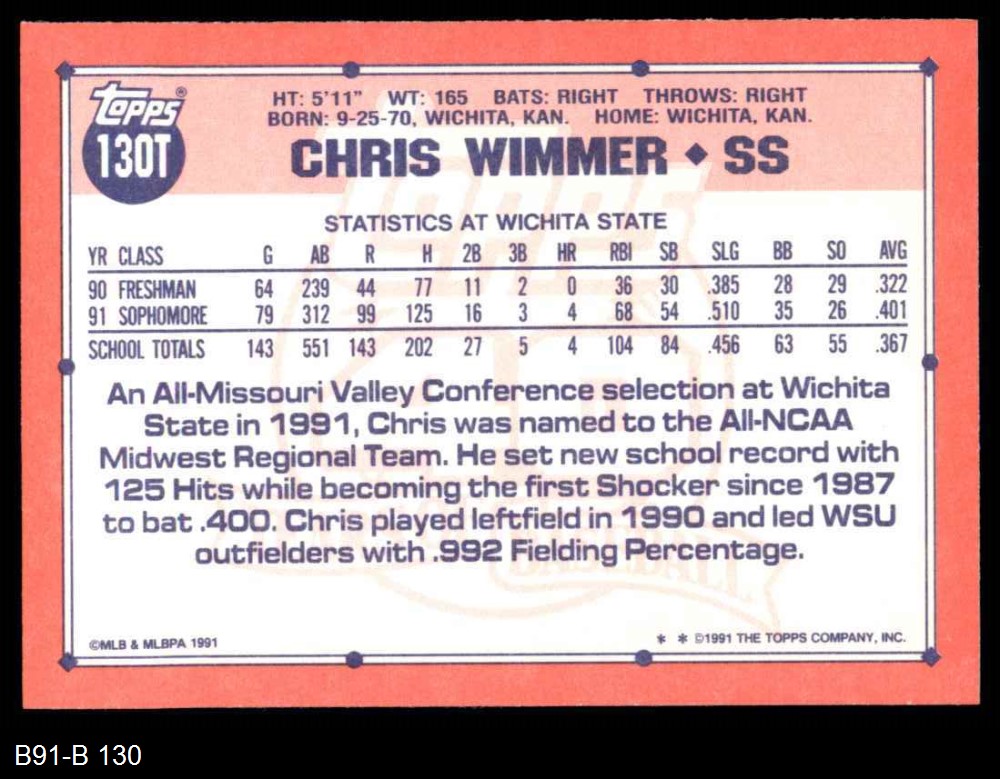 topps®
130T
HT: 5'11" WT: 165 BATS: RIGHT THROWS: RIGHT
BORN: 9-25-70, WICHITA, KAN. HOME: WICHITA, KAN.
CHRIS WIMMER ◆ SS
STATISTICS AT WICHITA STATE
YR CLASS G AB R H 2B 3B HR RBI SB SLG BB SO AVG
90 FRESHMAN 64 239 44 77 11 2 0 36 30 .385 28 29 .322
91 SOPHOMORE 79 312 99 125 16 3 4 68 54 .510 35 26 .401
SCHOOL TOTALS 143 551 143 202 27 5 4 104 84 .456 63 55 .367
An All-Missouri Valley Conference selection at Wichita
State in 1991, Chris was named to the All-NCAA
Midwest Regional Team. He set new school record with
125 Hits while becoming the first Shocker since 1987
to bat .400. Chris played leftfield in 1990 and led WSU
outfielders with .992 Fielding Percentage.
©MLB & MLBPA 1991
* * ©1991 THE TOPPS COMPANY, INC.
B91-B 130